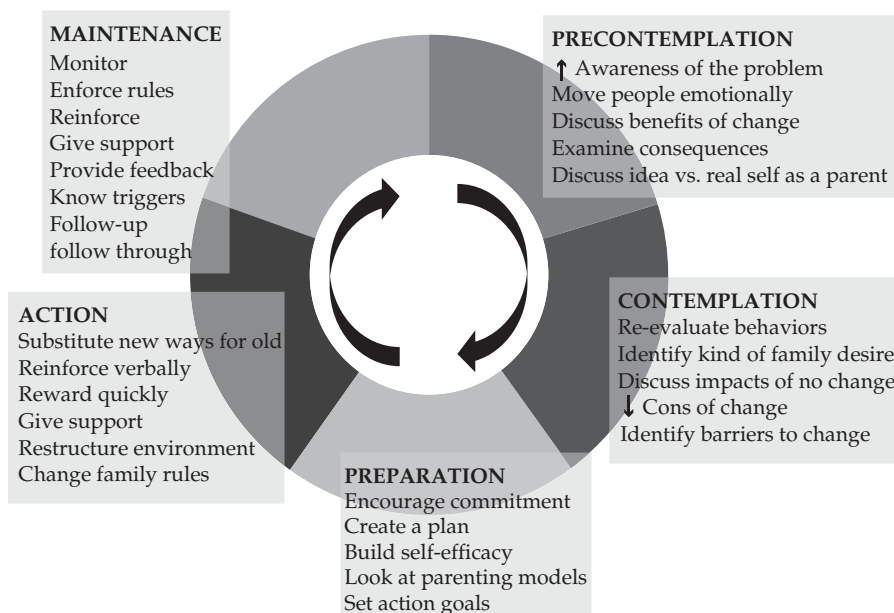 MAINTENANCE
Monitor
Enforce rules
Reinforce
Give support
Provide feedback
Know triggers
Follow-up
follow through
PRECONTEMPLATION
↑ Awareness of the problem
Move people emotionally
Discuss benefits of change
Examine consequences
Discuss idea vs. real self as a parent
CONTEMPLATION
Re-evaluate behaviors
Identify kind of family desire
Discuss impacts of no change
↓ Cons of change
Identify barriers to change
PREPARATION
Encourage commitment
Create a plan
Build self-efficacy
Look at parenting models
Set action goals
ACTION
Substitute new ways for old
Reinforce verbally
Reward quickly
Give support
Restructure environment
Change family rules